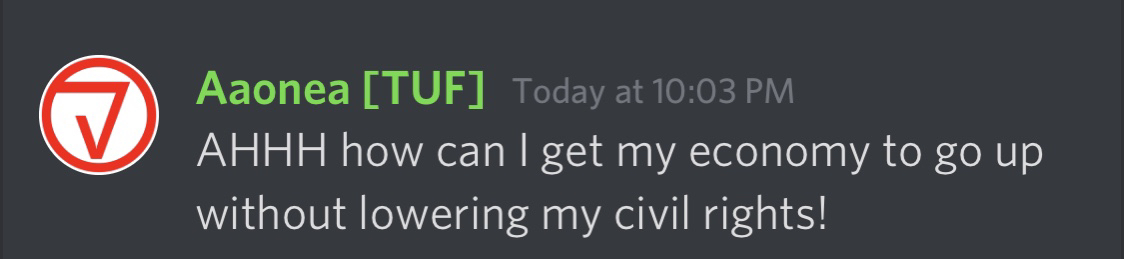 Aaonea [TUF] Today at 10:03 PM
AHHH how can I get my economy to go up
without lowering my civil rights!